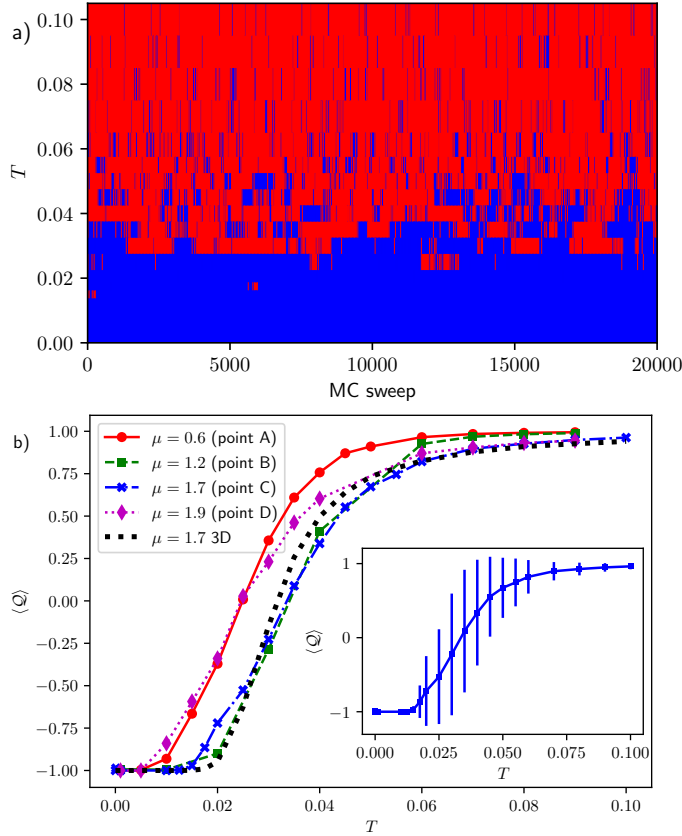 a)
0.10
0.08
0.06
0.04
0.02
0.00
T
0
5000
10000
15000
20000
MC sweep
b)
1.00
0.75
0.50
0.25
0.00
−0.25
−0.50
−0.75
−1.00
⟨𝒬⟩
μ = 0.6 (point A)
μ = 1.2 (point B)
μ = 1.7 (point C)
μ = 1.9 (point D)
μ = 1.7 3D
1
0
−1
⟨𝒬⟩
0.000
0.025
0.050
0.075
0.100
T
0.00
0.02
0.04
0.06
0.08
0.10
T